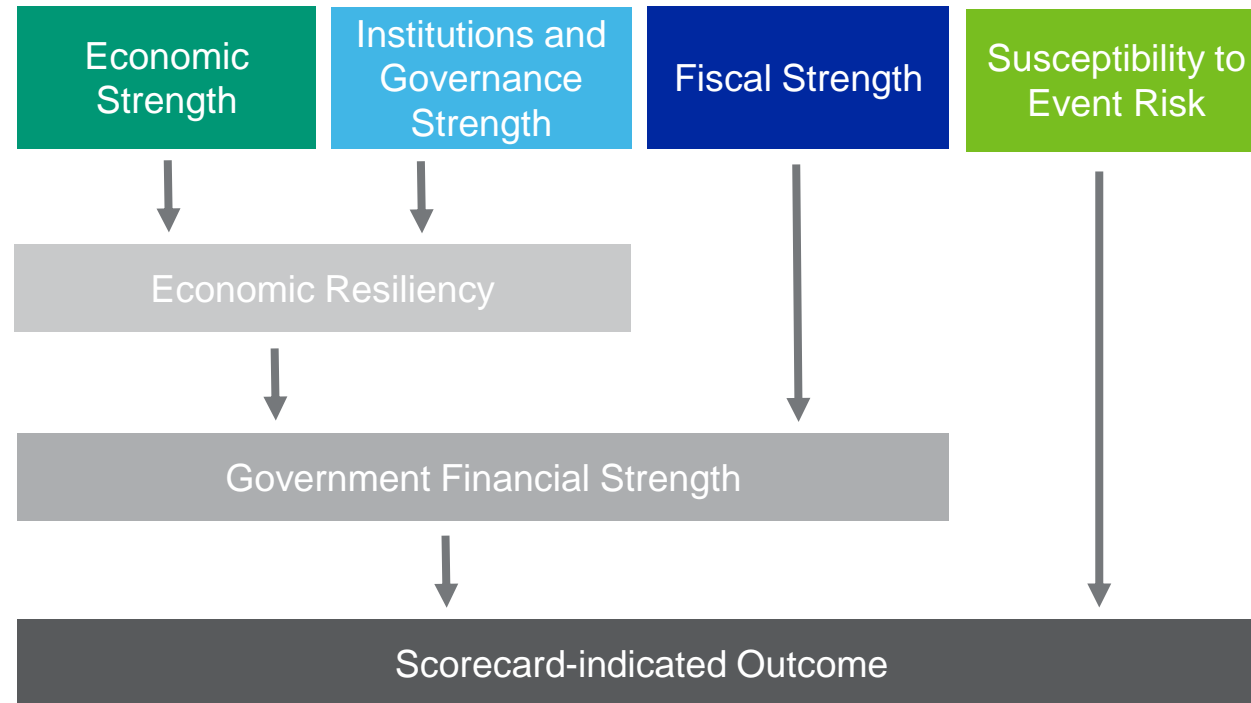 Economic
Strength
Institutions and
Governance
Strength
Fiscal Strength
Susceptibility to
Event Risk
Economic Resiliency
Government Financial Strength
Scorecard-indicated Outcome